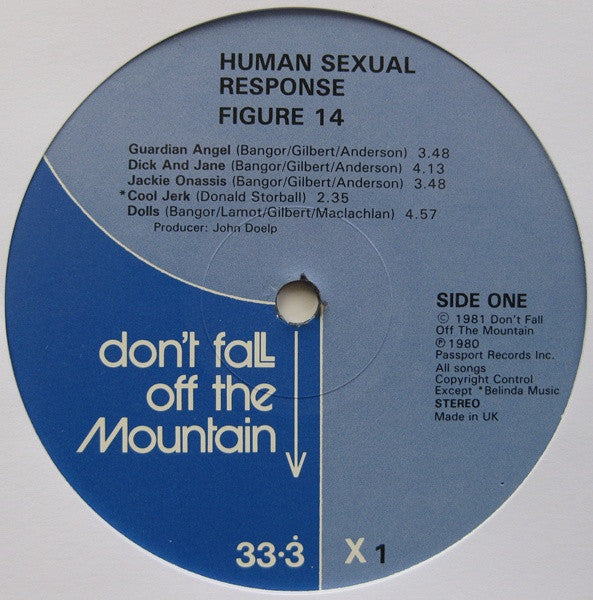 HUMAN SEXUAL
RESPONSE
FIGURE 14
Guardian Angel (Bangor/Gilbert/Anderson) 3.48
Dick And Jane (Bangor/Gilbert/Anderson) 4.13
Jackie Onassis (Bangor/Gilbert/Anderson) 3.48
*Cool Jerk (Donald Storball) 2.35
Dolls (Bangor/Lamot/Gilbert/Maclachlan) 4.57
Producer: John Doelp
SIDE ONE
© 1981 Don't Fall
Off The Mountain
℗ 1980
Passport Records Inc.
All songs
Copyright Control
Except *Belinda Music
STEREO
Made in UK
don't fall
off the
Mountain
33·3̇
X 1